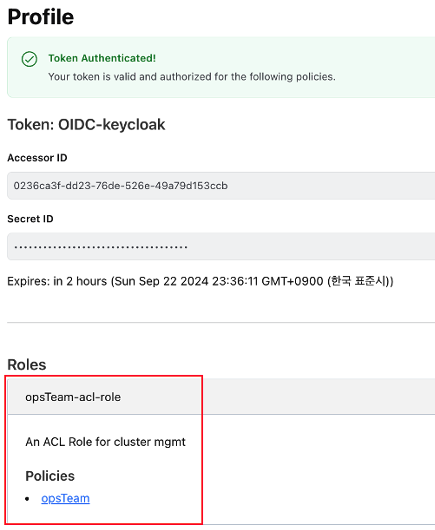 Profile
Token Authenticated!
Your token is valid and authorized for the following policies.
Token: OIDC-keycloak
Accessor ID
0236ca3f-dd23-76de-526e-49a79d153ccb
Secret ID
••••••••••••••••••••••••••••••••••••
Expires: in 2 hours (Sun Sep 22 2024 23:36:11 GMT+0900 (한국 표준시))
Roles
opsTeam-acl-role
An ACL Role for cluster mgmt
Policies
• opsTeam